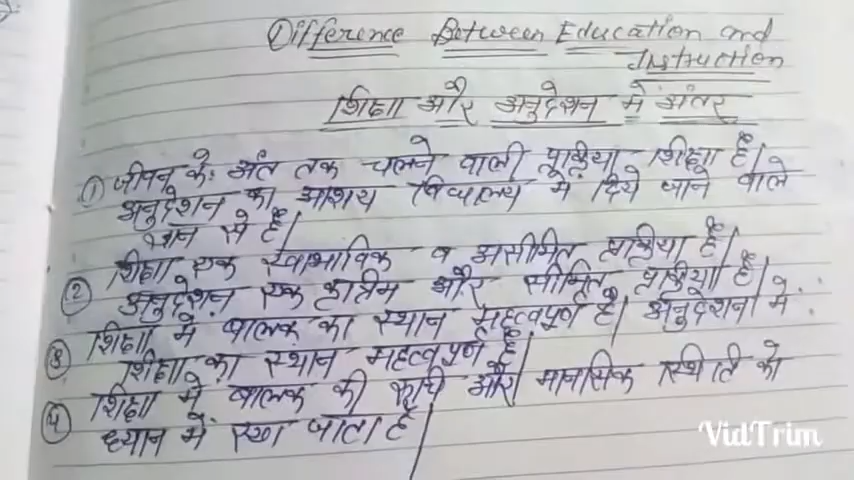 ① Difference Between Education and
Instruction
शिक्षा और अनुदेशन में अंतर
① जीवन के अंत तक चलने वाली प्रक्रिया शिक्षा है।
अनुदेशन का आशय विद्यालय में दिये जाने वाले
ज्ञान से है।
② शिक्षा एक स्वाभाविक व असीमित प्रक्रिया है।
अनुदेशन एक कृत्रिम और सीमित प्रक्रिया है।
③ शिक्षा में बालक का स्थान महत्वपूर्ण है। अनुदेशन में
शिक्षा का स्थान महत्वपूर्ण है।
④ शिक्षा में बालक की रूचि और मानसिक स्थिति को
ध्यान में रखा जाता है।
VidTrim